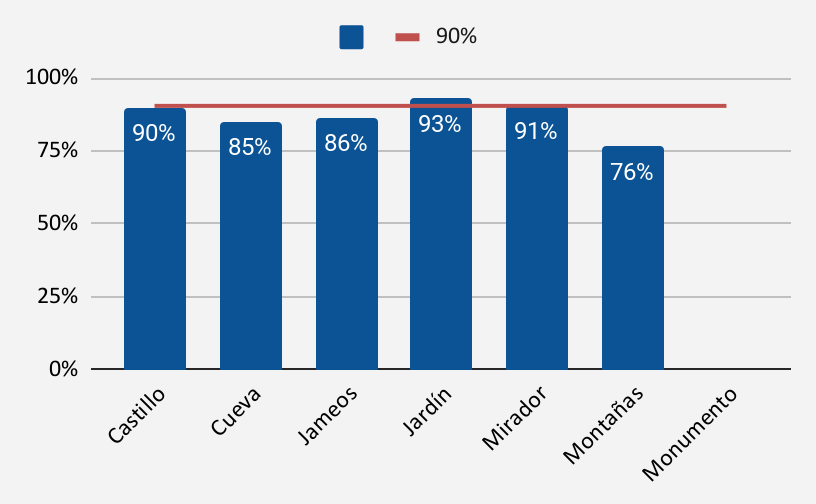 90%
100%
75%
50%
25%
0%
90%
85%
86%
93%
91%
76%
Castillo
Cueva
Jameos
Jardín
Mirador
Montañas
Monumento